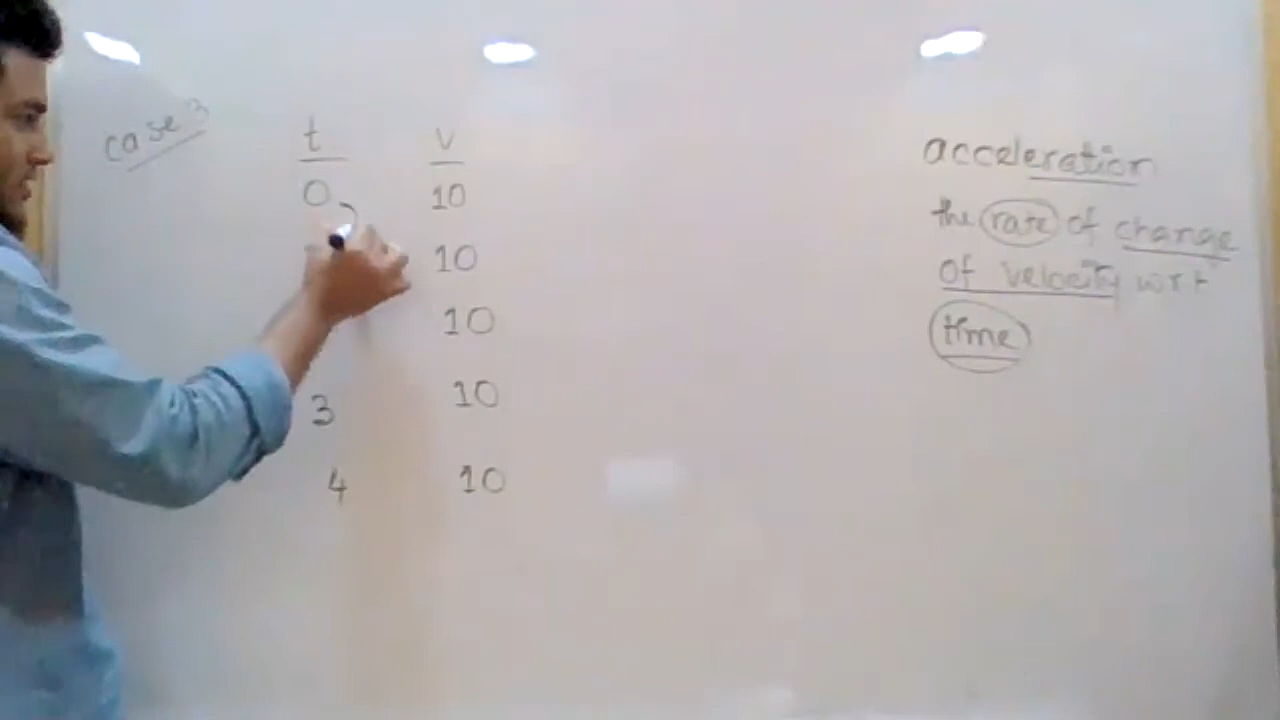 case 3
t v
0 10
10
10
3 10
4 10
acceleration
the rate of change
of velocity wrt
time